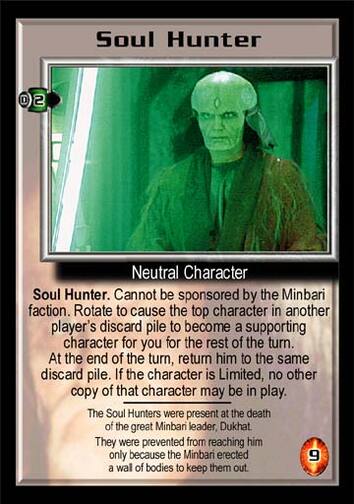 Soul Hunter
D 2
Neutral Character
Soul Hunter. Cannot be sponsored by the Minbari
faction. Rotate to cause the top character in another
player's discard pile to become a supporting
character for you for the rest of the turn.
At the end of the turn, return him to the same
discard pile. If the character is Limited, no other
copy of that character may be in play.
The Soul Hunters were present at the death
of the great Minbari leader, Dukhat.
They were prevented from reaching him
only because the Minbari erected
a wall of bodies to keep them out.
9